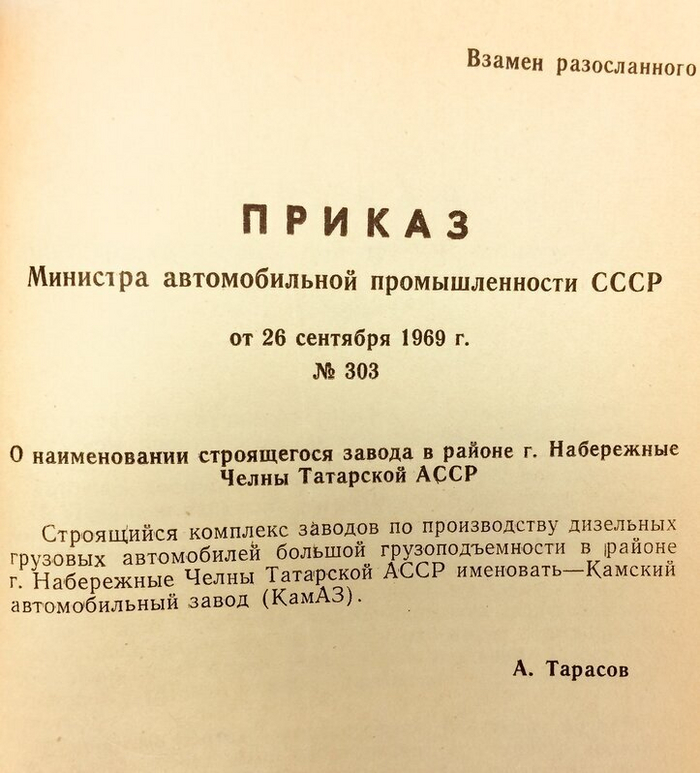 Взамен разосланного
ПРИКАЗ
Министра автомобильной промышленности СССР
от 26 сентября 1969 г.
№ 303
О наименовании строящегося завода в районе г. Набережные
Челны Татарской АССР
Строящийся комплекс заводов по производству дизельных
грузовых автомобилей большой грузоподъемности в районе
г. Набережные Челны Татарской АССР именовать—Камский
автомобильный завод (КамАЗ).
А. Тарасов